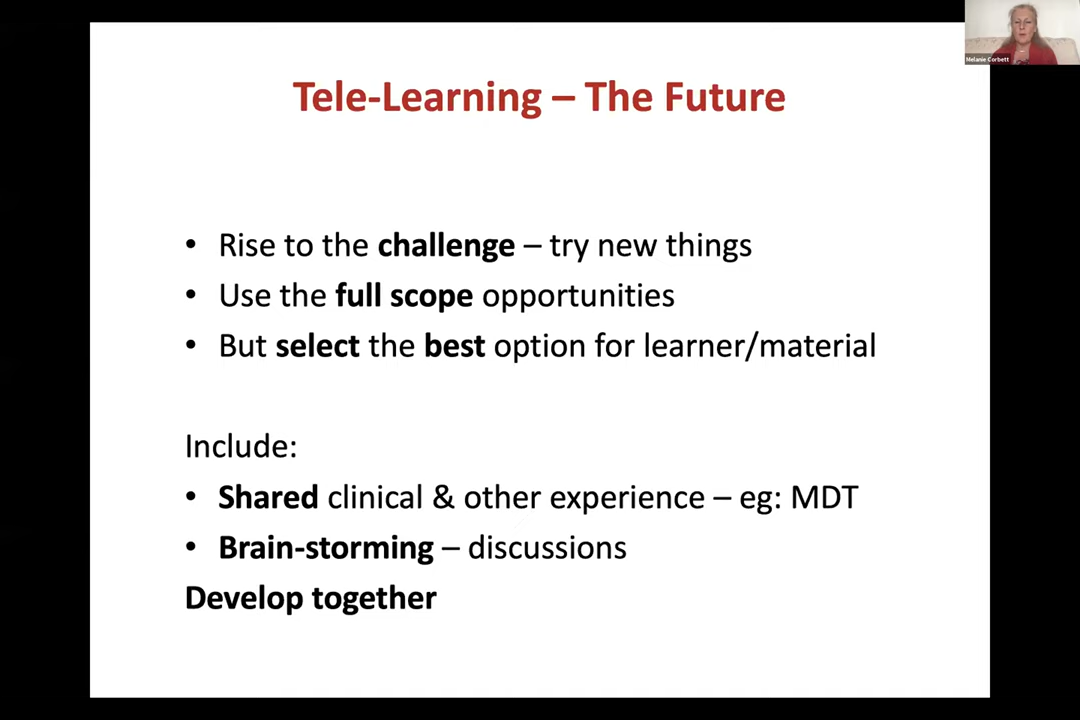 Melanie Corbett
Tele-Learning – The Future
• Rise to the challenge – try new things
• Use the full scope opportunities
• But select the best option for learner/material
Include:
• Shared clinical & other experience – eg: MDT
• Brain-storming – discussions
Develop together